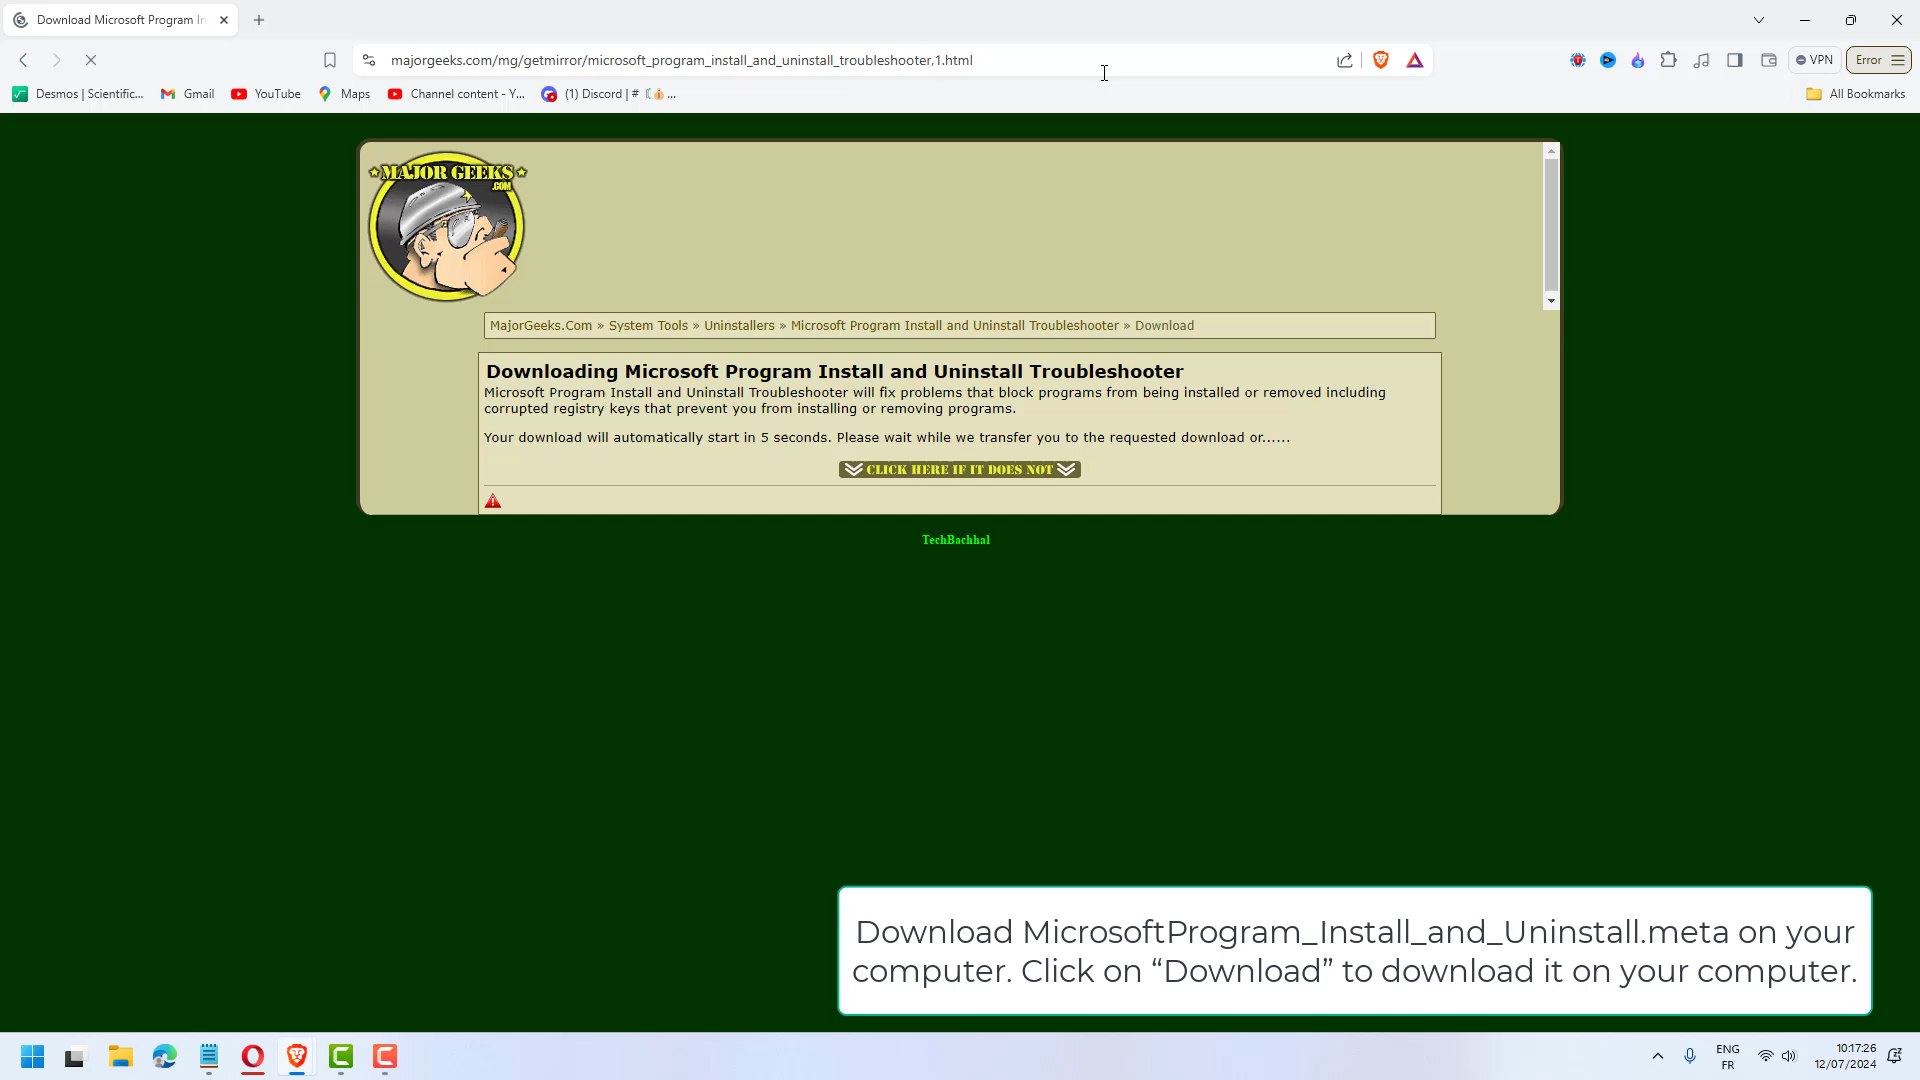 Download Microsoft Program In
majorgeeks.com/mg/getmirror/microsoft_program_install_and_uninstall_troubleshooter,1.html
VPN
Error
Desmos | Scientific...
Gmail
YouTube
Maps
Channel content - Y...
(1) Discord | # ...
All Bookmarks
MAJOR GEEKS
.COM
MajorGeeks.Com » System Tools » Uninstallers » Microsoft Program Install and Uninstall Troubleshooter » Download
Downloading Microsoft Program Install and Uninstall Troubleshooter
Microsoft Program Install and Uninstall Troubleshooter will fix problems that block programs from being installed or removed including
corrupted registry keys that prevent you from installing or removing programs.
Your download will automatically start in 5 seconds. Please wait while we transfer you to the requested download or......
CLICK HERE IF IT DOES NOT
TechBachhal
Download MicrosoftProgram_Install_and_Uninstall.meta on your
computer. Click on “Download” to download it on your computer.
ENG
FR
10:17:26
12/07/2024